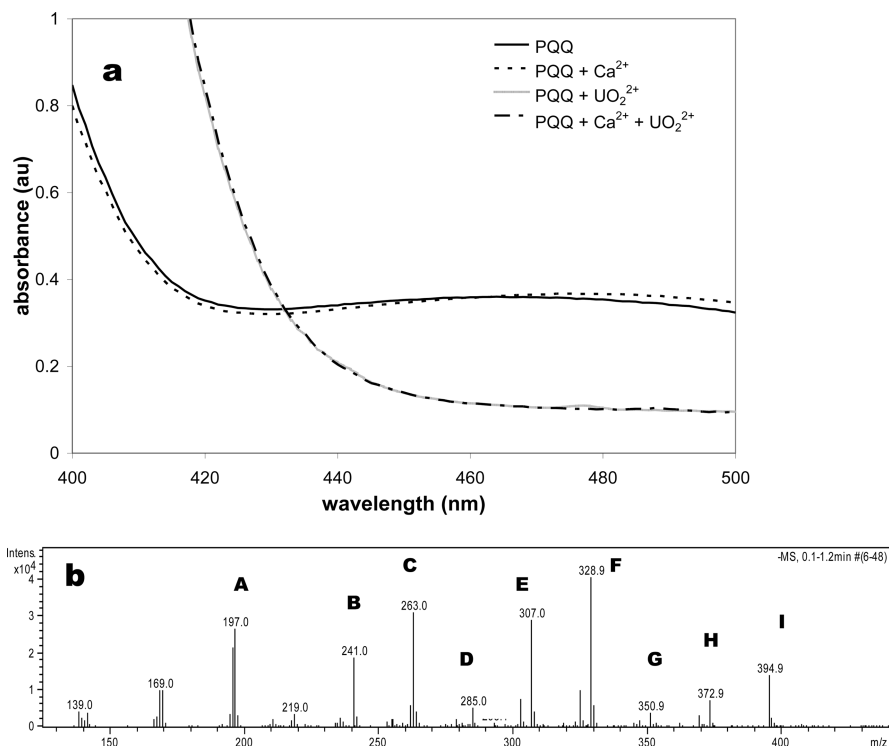 a
PQQ
PQQ + Ca²⁺
PQQ + UO₂²⁺
PQQ + Ca²⁺ + UO₂²⁺
absorbance (au)
1
0.8
0.6
0.4
0.2
0
400 420 440 460 480 500
wavelength (nm)
Intens.
x10⁴
b
-MS, 0.1-1.2min #(6-48)
A
B
C
D
E
F
G
H
I
4
3
2
1
0
139.0
169.0
197.0
219.0
241.0
263.0
285.0
307.0
328.9
350.9
372.9
394.9
150 200 250 300 350 400 m/z